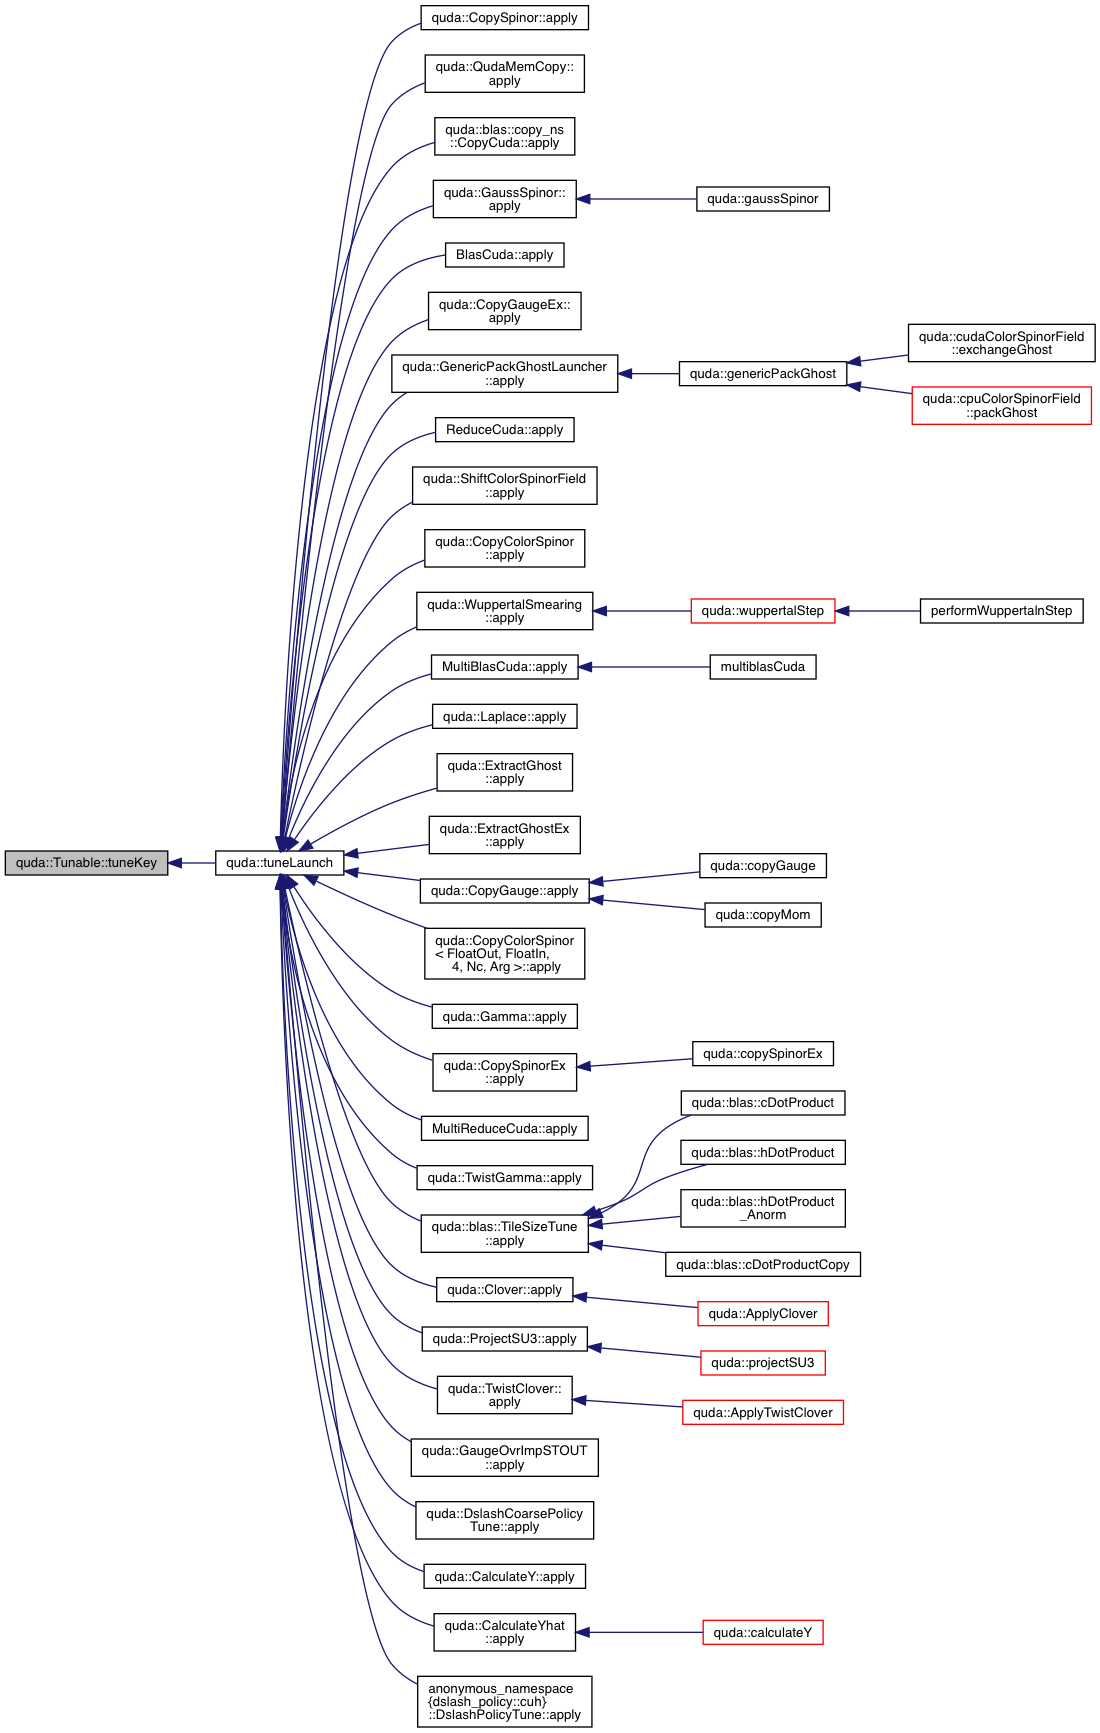 quda::CopySpinor::apply
quda::QudaMemCopy::
apply
quda::blas::copy_ns
::CopyCuda::apply
quda::GaussSpinor::
apply
quda::gaussSpinor
BlasCuda::apply
quda::CopyGaugeEx::
apply
quda::GenericPackGhostLauncher
::apply
quda::genericPackGhost
quda::cudaColorSpinorField
::exchangeGhost
quda::cpuColorSpinorField
::packGhost
ReduceCuda::apply
quda::ShiftColorSpinorField
::apply
quda::CopyColorSpinor
::apply
quda::WuppertalSmearing
::apply
quda::wuppertalStep
performWuppertalnStep
MultiBlasCuda::apply
multiblasCuda
quda::Laplace::apply
quda::ExtractGhost
::apply
quda::ExtractGhostEx
::apply
quda::Tunable::tuneKey
quda::tuneLaunch
quda::CopyGauge::apply
quda::copyGauge
quda::copyMom
quda::CopyColorSpinor
< FloatOut, FloatIn,
4, Nc, Arg >::apply
quda::Gamma::apply
quda::CopySpinorEx
::apply
quda::copySpinorEx
MultiReduceCuda::apply
quda::TwistGamma::apply
quda::blas::TileSizeTune
::apply
quda::blas::cDotProduct
quda::blas::hDotProduct
quda::blas::hDotProduct
_Anorm
quda::blas::cDotProductCopy
quda::Clover::apply
quda::ApplyClover
quda::ProjectSU3::apply
quda::projectSU3
quda::TwistClover::
apply
quda::ApplyTwistClover
quda::GaugeOvrImpSTOUT
::apply
quda::DslashCoarsePolicy
Tune::apply
quda::CalculateY::apply
quda::CalculateYhat
::apply
quda::calculateY
anonymous_namespace
{dslash_policy::cuh}
::DslashPolicyTune::apply